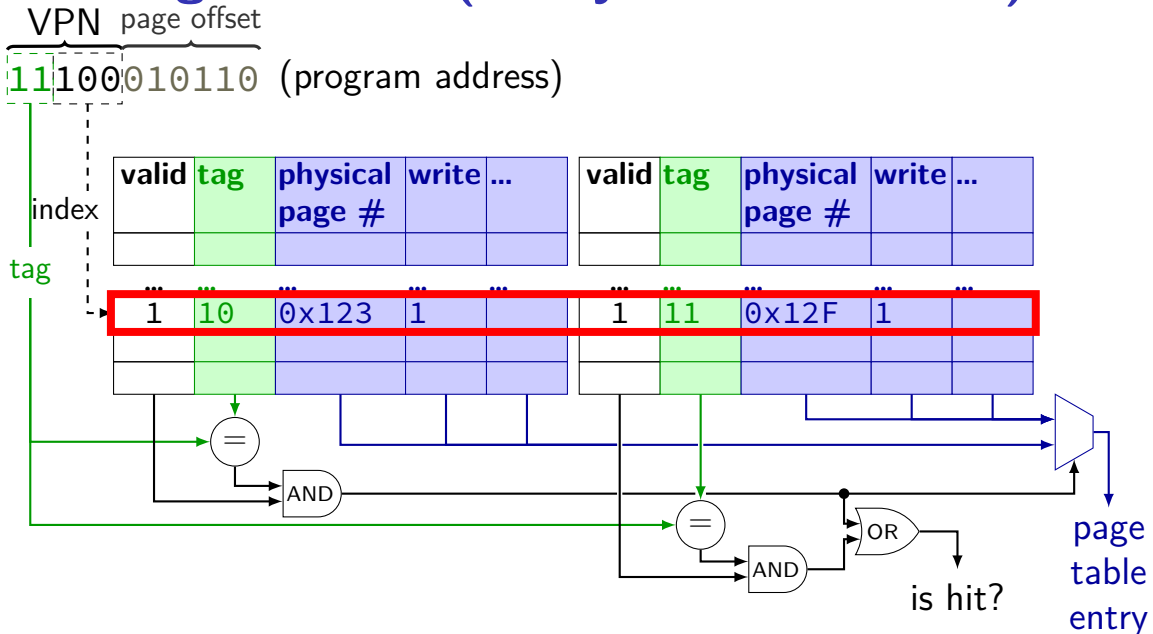 VPN page offset
11100010110 (program address)
valid tag physical page # write ... valid tag physical page # write ...
index
tag
... ... ... ... ... ... ... ... ... ...
1 10 0x123 1 1 11 0x12F 1
=
AND
=
OR
AND
is hit?
page
table
entry